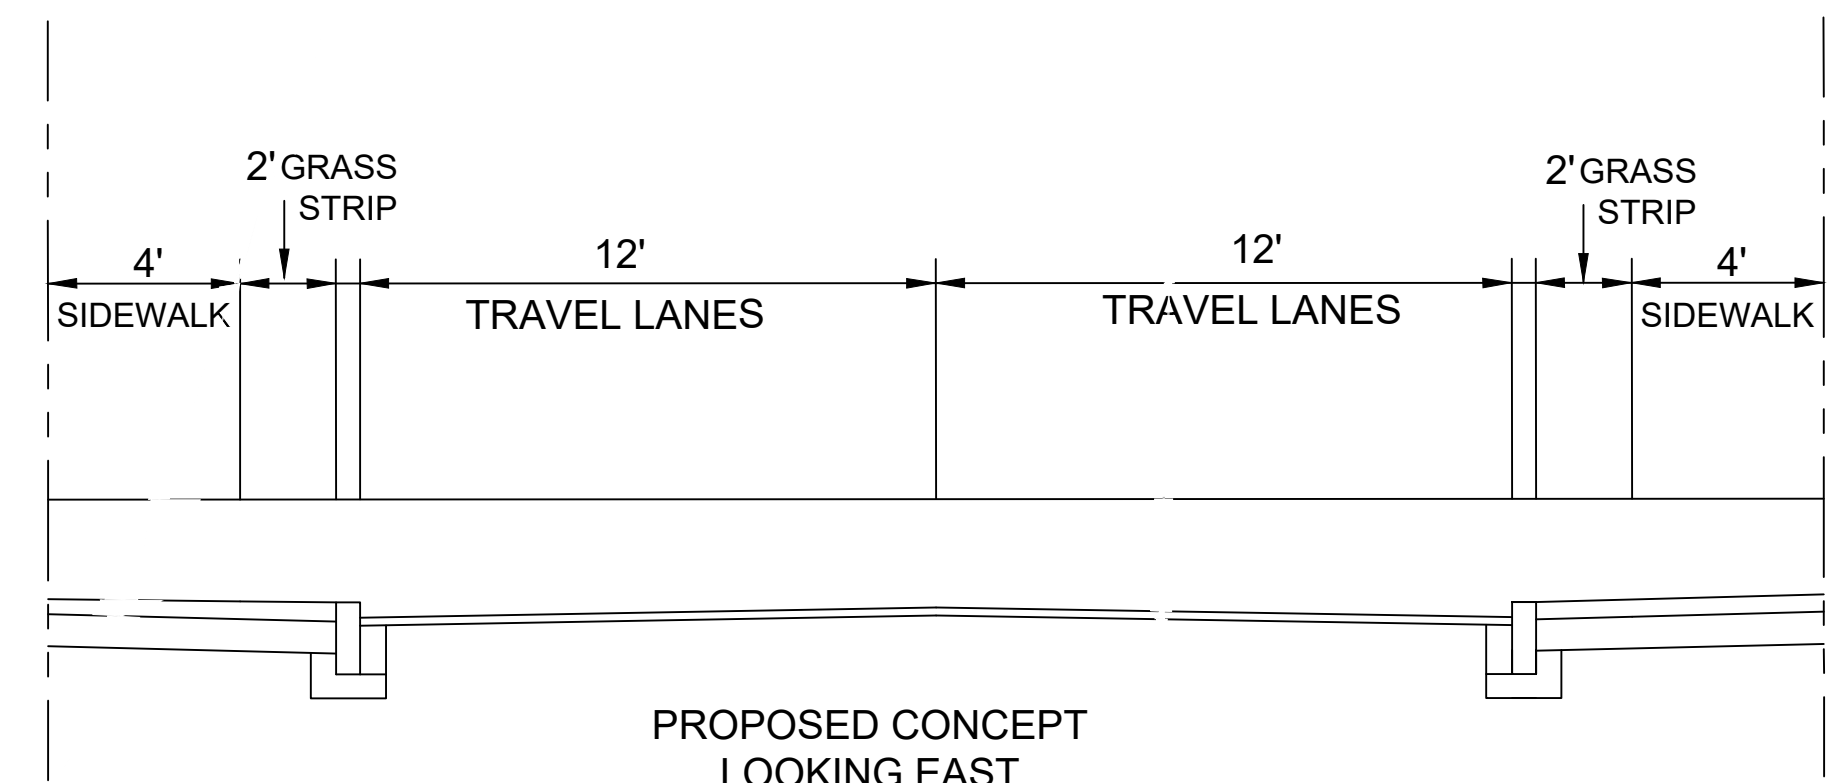 2' GRASS
STRIP
2' GRASS
STRIP
4'
12'
12'
4'
SIDEWALK
TRAVEL LANES
TRAVEL LANES
SIDEWALK
PROPOSED CONCEPT
LOOKING EAST